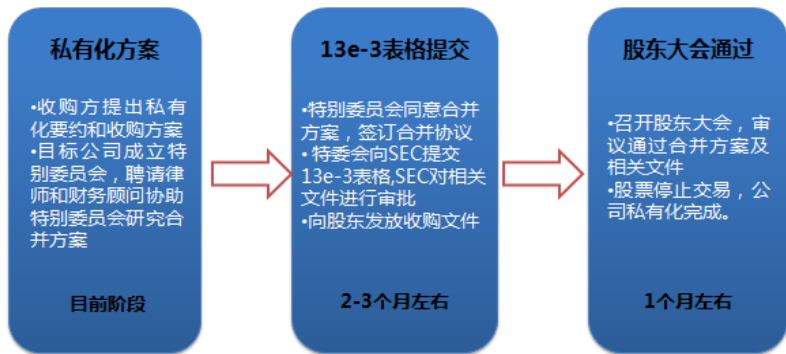 私有化方案
•收购方提出私有
化要约和收购方案
•目标公司成立特
别委员会，聘请律
师和财务顾问协助
特别委员会研究合
并方案
目前阶段
13e-3表格提交
•特别委员会同意合并
方案，签订合并协议
•特委会向SEC提交
13e-3表格,SEC对相关
文件进行审批
•向股东发放收购文件
2-3个月左右
股东大会通过
•召开股东大会，审
议通过合并方案及
相关文件
•股票停止交易，公
司私有化完成。
1个月左右